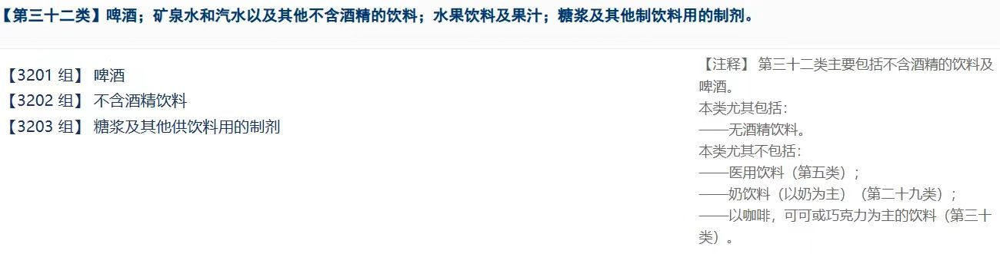 【第三十二类】啤酒；矿泉水和汽水以及其他不含酒精的饮料；水果饮料及果汁；糖浆及其他制饮料用的制剂。
【3201 组】 啤酒
【3202 组】 不含酒精饮料
【3203 组】 糖浆及其他供饮料用的制剂
【注释】 第三十二类主要包括不含酒精的饮料及
啤酒。
本类尤其包括：
——无酒精饮料。
本类尤其不包括：
——医用饮料（第五类）；
——奶饮料（以奶为主）（第二十九类）；
——以咖啡，可可或巧克力为主的饮料（第三十
类）。